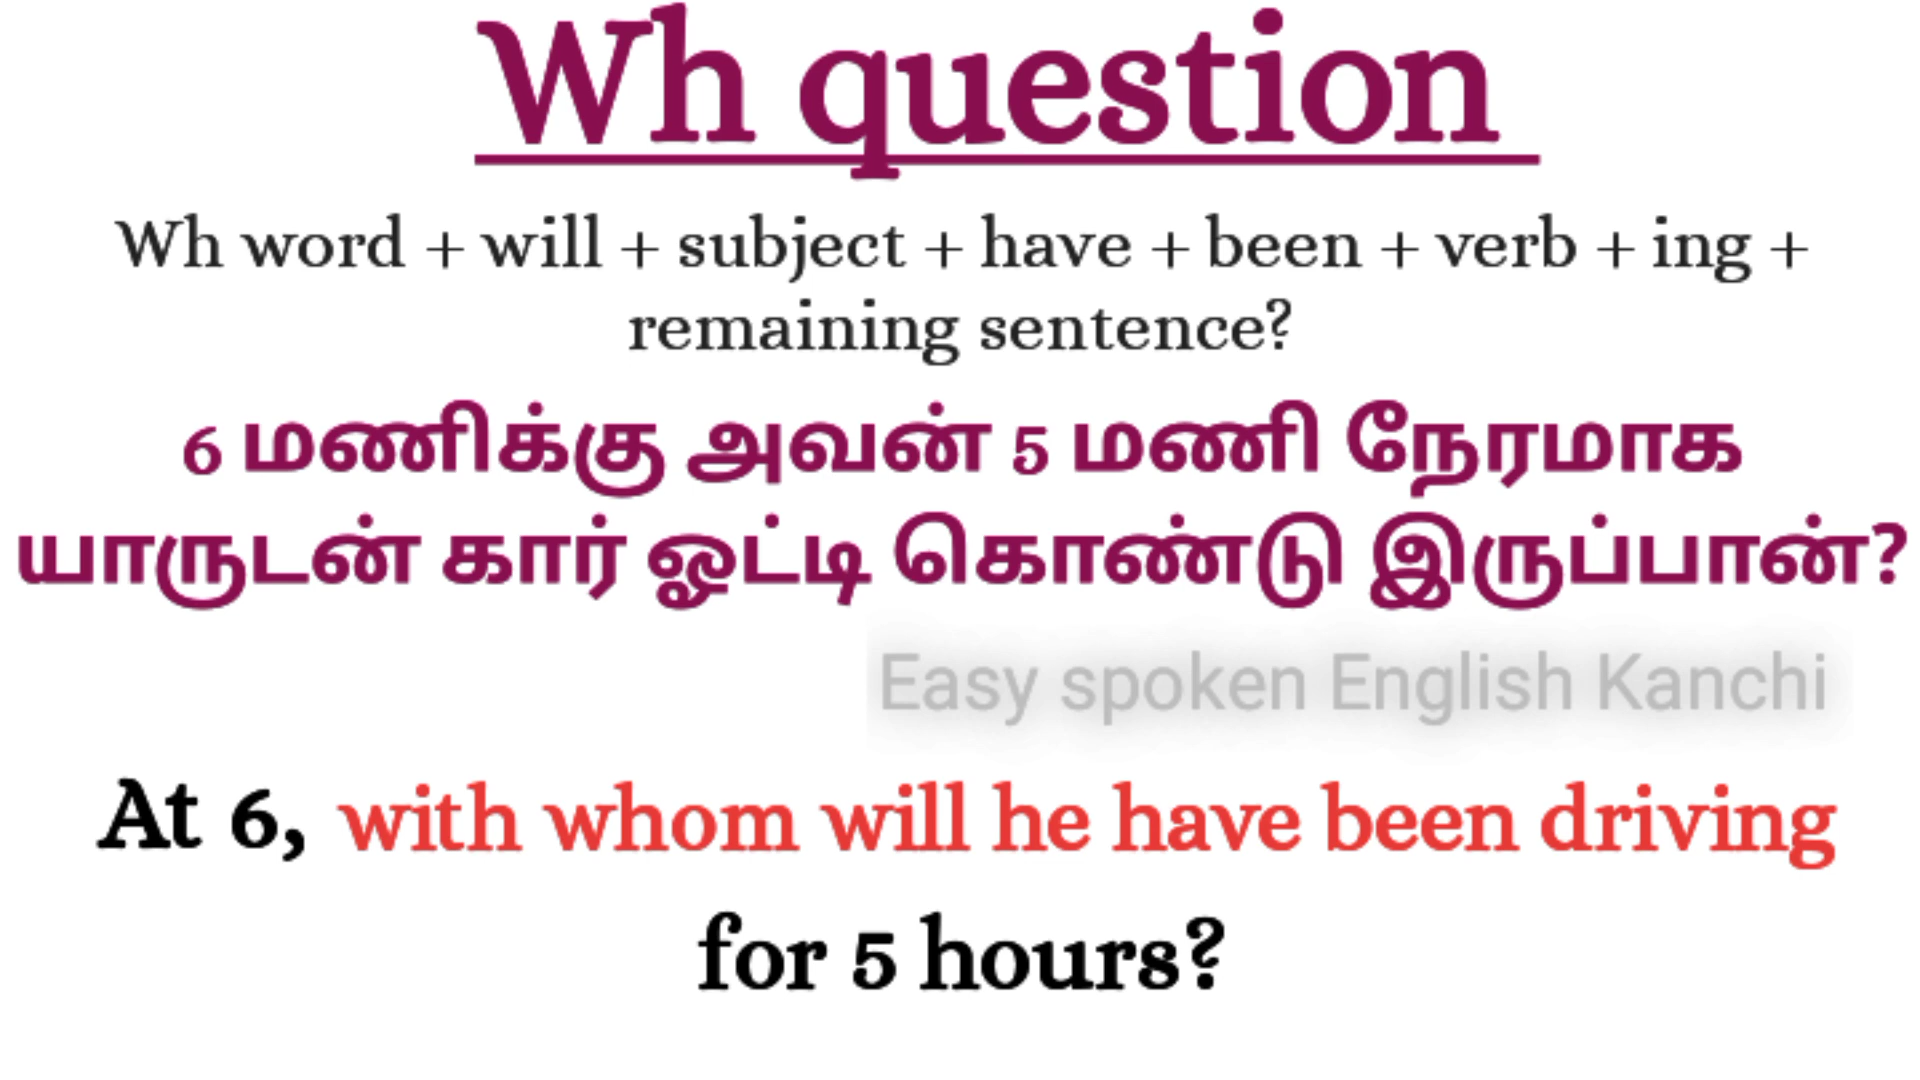 Wh question
Wh word + will + subject + have + been + verb + ing +
remaining sentence?
6 மணிக்கு அவன் 5 மணி நேரமாக
யாருடன் கார் ஓட்டி கொண்டு இருப்பான்?
Easy spoken English Kanchi
At 6, with whom will he have been driving
for 5 hours?